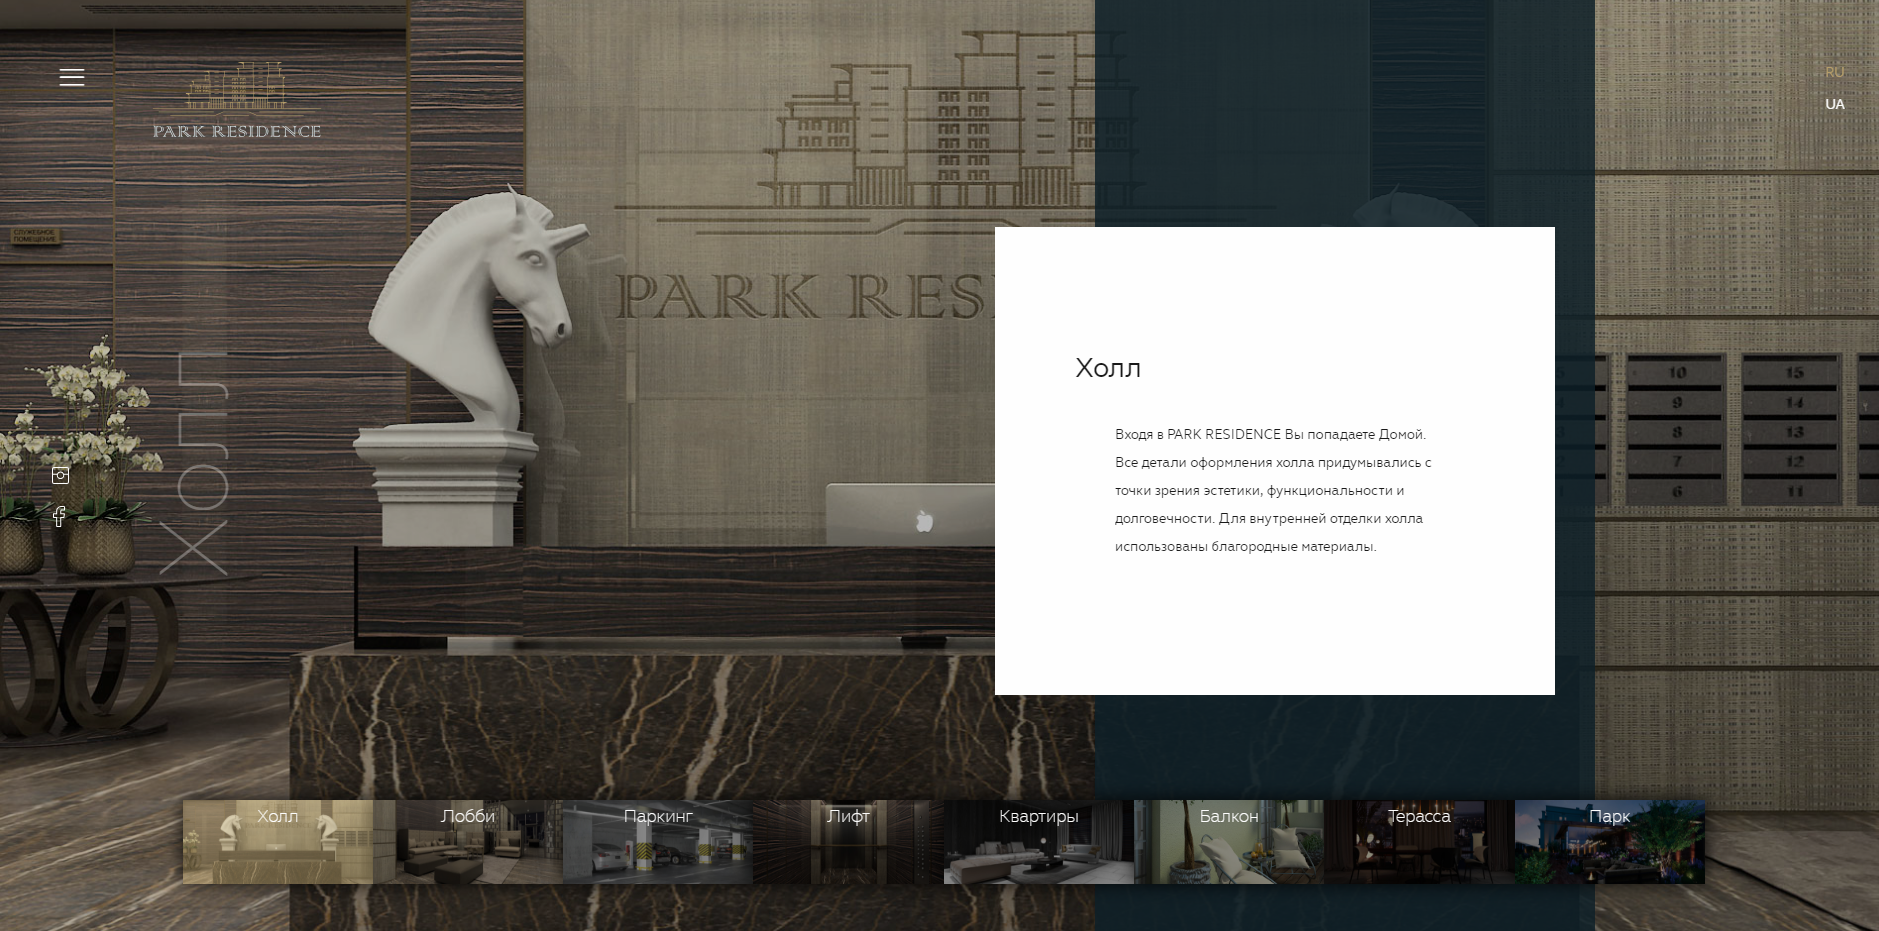 PARK RESIDENCE
RU
UA
СЛУЖЕБНОЕ
ПОМЕЩЕНИЕ
PARK RES
Холл
Холл
Входя в PARK RESIDENCE Вы попадаете Домой.
Все детали оформления холла придумывались с
точки зрения эстетики, функциональности и
долговечности. Для внутренней отделки холла
использованы благородные материалы.
10
15
9
14
8
13
7
12
6
11
Холл
Лобби
Паркинг
Лифт
Квартиры
Балкон
Терасса
Парк